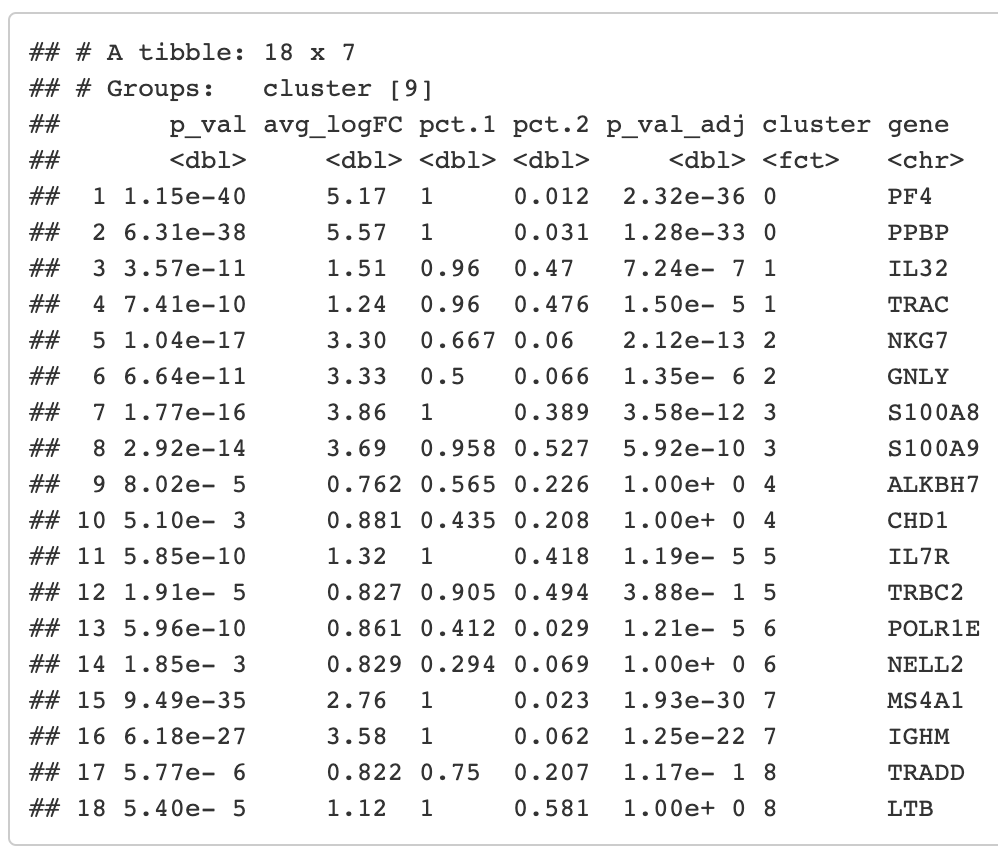 ## # A tibble: 18 x 7
## # Groups:   cluster [9]
##       p_val avg_logFC pct.1 pct.2 p_val_adj cluster gene
##       <dbl>     <dbl> <dbl> <dbl>     <dbl> <fct>   <chr>
##  1 1.15e-40     5.17  1     0.012  2.32e-36 0       PF4
##  2 6.31e-38     5.57  1     0.031  1.28e-33 0       PPBP
##  3 3.57e-11     1.51  0.96  0.47   7.24e- 7 1       IL32
##  4 7.41e-10     1.24  0.96  0.476  1.50e- 5 1       TRAC
##  5 1.04e-17     3.30  0.667 0.06   2.12e-13 2       NKG7
##  6 6.64e-11     3.33  0.5   0.066  1.35e- 6 2       GNLY
##  7 1.77e-16     3.86  1     0.389  3.58e-12 3       S100A8
##  8 2.92e-14     3.69  0.958 0.527  5.92e-10 3       S100A9
##  9 8.02e- 5     0.762 0.565 0.226  1.00e+ 0 4       ALKBH7
## 10 5.10e- 3     0.881 0.435 0.208  1.00e+ 0 4       CHD1
## 11 5.85e-10     1.32  1     0.418  1.19e- 5 5       IL7R
## 12 1.91e- 5     0.827 0.905 0.494  3.88e- 1 5       TRBC2
## 13 5.96e-10     0.861 0.412 0.029  1.21e- 5 6       POLR1E
## 14 1.85e- 3     0.829 0.294 0.069  1.00e+ 0 6       NELL2
## 15 9.49e-35     2.76  1     0.023  1.93e-30 7       MS4A1
## 16 6.18e-27     3.58  1     0.062  1.25e-22 7       IGHM
## 17 5.77e- 6     0.822 0.75  0.207  1.17e- 1 8       TRADD
## 18 5.40e- 5     1.12  1     0.581  1.00e+ 0 8       LTB